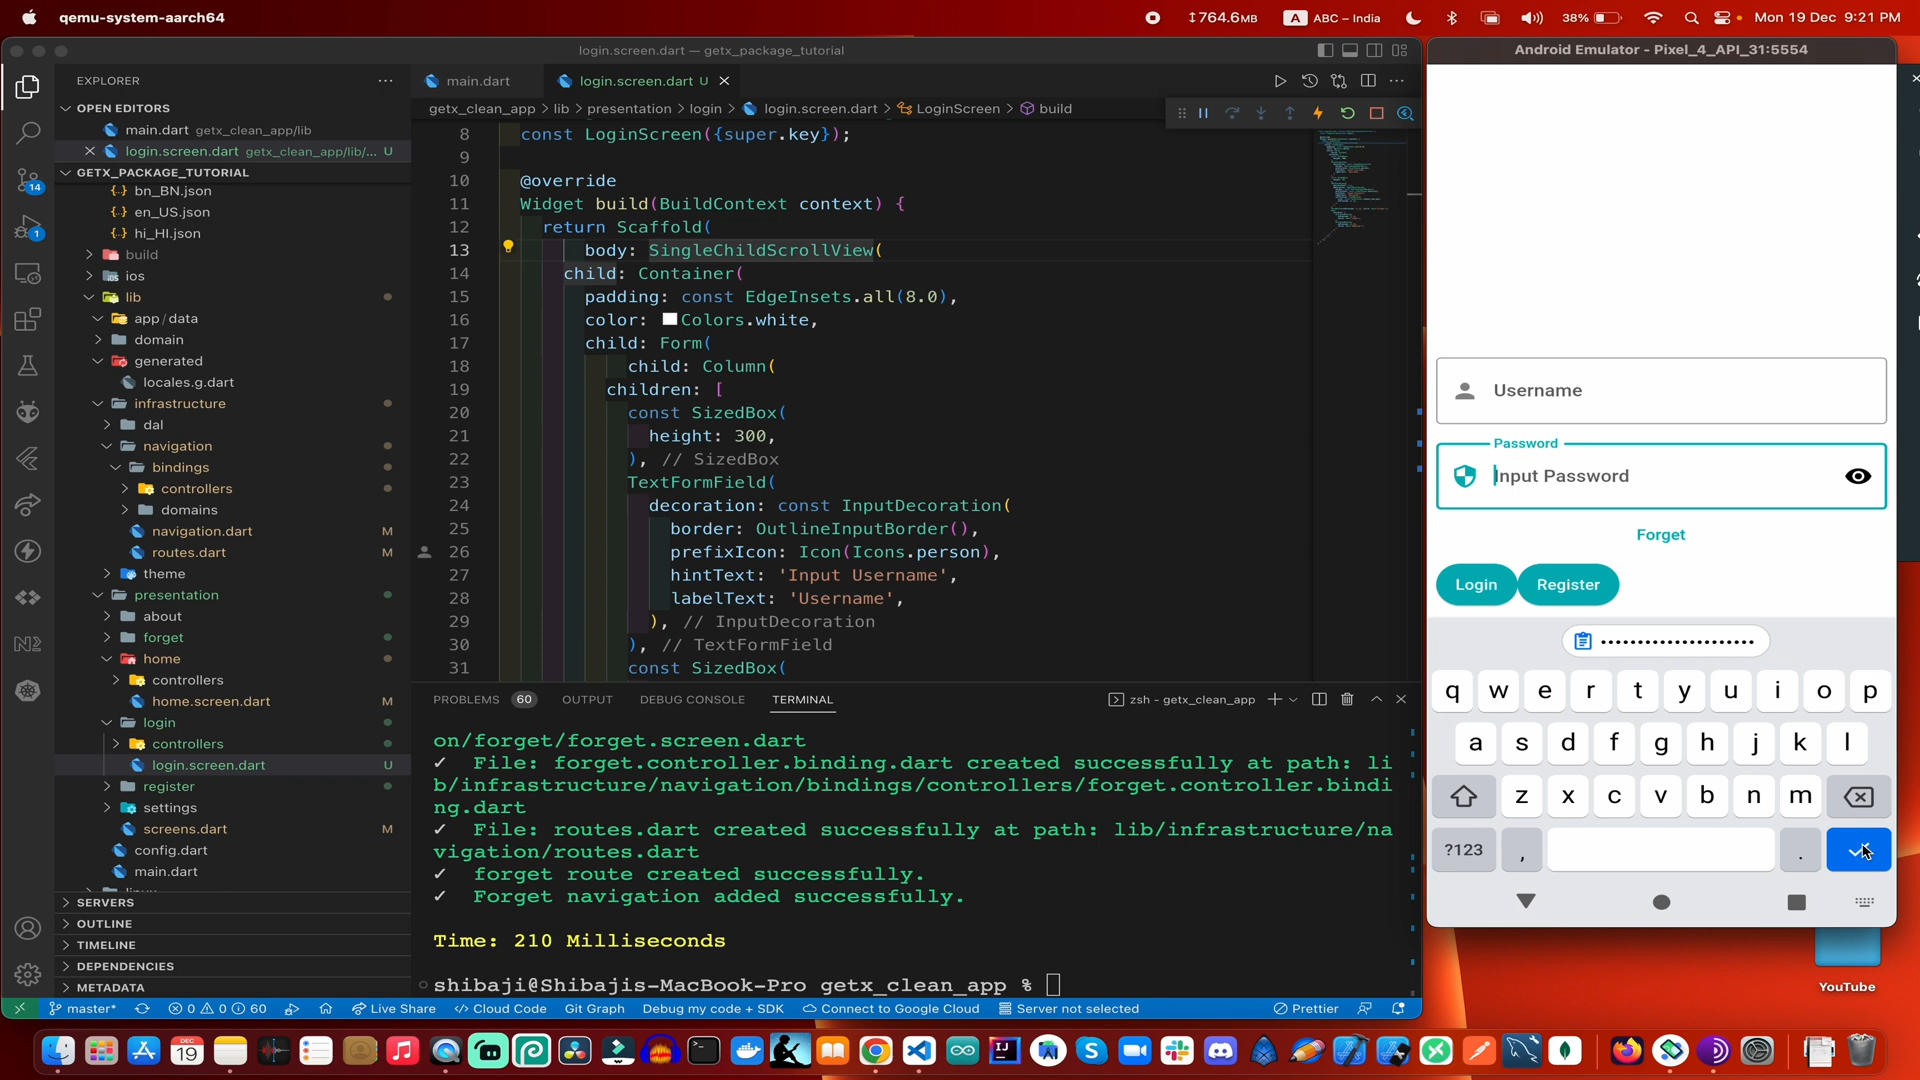 qemu-system-aarch64
764.6MB
A ABC – India
38%
Mon 19 Dec 9:21 PM
login.screen.dart — getx_package_tutorial
EXPLORER
OPEN EDITORS
main.dart getx_clean_app/lib
login.screen.dart getx_clean_app/lib/... U
GETX_PACKAGE_TUTORIAL
bn_BN.json
en_US.json
hi_HI.json
build
ios
lib
app/data
domain
generated
locales.g.dart
infrastructure
dal
navigation
bindings
controllers
domains
navigation.dart M
routes.dart M
theme
presentation
about
forget
home
controllers
home.screen.dart M
login
controllers
login.screen.dart U
register
settings
screens.dart M
config.dart
main.dart
SERVERS
OUTLINE
TIMELINE
DEPENDENCIES
METADATA
14
1
main.dart
login.screen.dart U
getx_clean_app > lib > presentation > login > login.screen.dart > LoginScreen > build
8 const LoginScreen({super.key});
9
10 @override
11 Widget build(BuildContext context) {
12 return Scaffold(
13 body: SingleChildScrollView(
14 child: Container(
15 padding: const EdgeInsets.all(8.0),
16 color: Colors.white,
17 child: Form(
18 child: Column(
19 children: [
20 const SizedBox(
21 height: 300,
22 ), // SizedBox
23 TextFormField(
24 decoration: const InputDecoration(
25 border: OutlineInputBorder(),
26 prefixIcon: Icon(Icons.person),
27 hintText: 'Input Username',
28 labelText: 'Username',
29 ), // InputDecoration
30 ), // TextFormField
31 const SizedBox(
PROBLEMS 60 OUTPUT DEBUG CONSOLE TERMINAL
zsh - getx_clean_app
on/forget/forget.screen.dart
✓ File: forget.controller.binding.dart created successfully at path: li
b/infrastructure/navigation/bindings/controllers/forget.controller.bindi
ng.dart
✓ File: routes.dart created successfully at path: lib/infrastructure/na
vigation/routes.dart
✓ forget route created successfully.
✓ Forget navigation added successfully.
Time: 210 Milliseconds
shibaji@Shibajis-MacBook-Pro getx_clean_app %
master* 0 0 60 Live Share Cloud Code Git Graph Debug my code + SDK Connect to Google Cloud Server not selected Prettier
Android Emulator - Pixel_4_API_31:5554
Username
Password
Input Password
Forget
Login Register
q w e r t y u i o p
a s d f g h j k l
z x c v b n m
?123 , .
YouTube
DEC
19